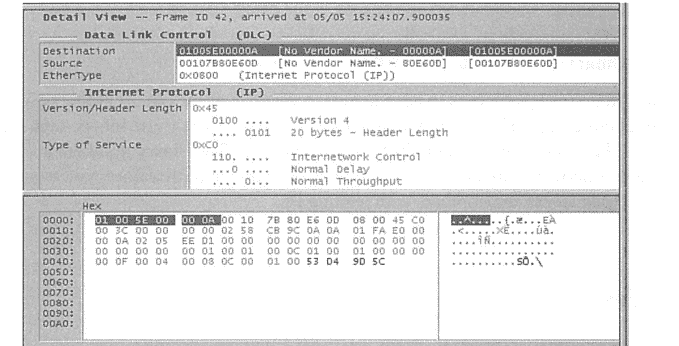 Detail View -- Frame ID 42, arrived at 05/05 15:24:07.900035
Data Link Control (DLC)
Destination 01005E00000A [No Vendor Name. - 00000A] [01005E00000A]
Source 00107B80E60D [No Vendor Name. - 80E60D] [00107B80E60D]
EtherType 0x0800 (Internet Protocol (IP))
Internet Protocol (IP)
Version/Header Length 0x45
0100 .... Version 4
.... 0101 20 bytes - Header Length
Type of Service 0xC0
110. .... Internetwork Control
...0 .... Normal Delay
.... 0... Normal Throughput
Hex
0000: 01 00 5E 00 00 0A 00 10 7B 80 E6 0D 08 00 45 C0 ..^.....{.æ...EÀ
0010: 00 3C 00 00 00 00 02 58 CB 9C 0A 0A 01 FA E0 00 .<.....XË....úà.
0020: 00 0A 02 05 EE D1 00 00 00 00 00 00 00 00 00 00 ....îÑ..........
0030: 00 00 00 00 00 01 00 01 00 0C 01 00 01 00 00 00 ................
0040: 00 0F 00 04 00 08 0C 00 01 00 53 D4 9D 5C ..........SÔ.\
0050:
0060:
0070:
0080:
0090:
00A0: